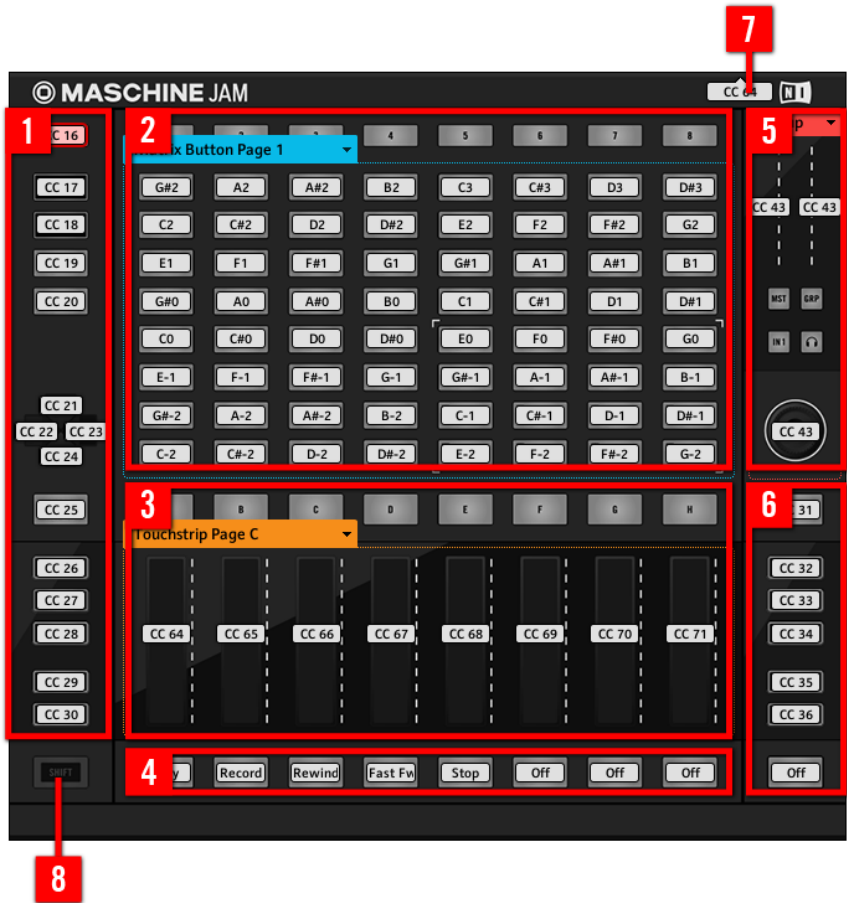 7
MASCHINE JAM
CC 64
1
2
5
CC 16
4 5 6 7 8
Matrix Button Page 1
CC 17 G#2 A2 A#2 B2 C3 C#3 D3 D#3
CC 18 C2 C#2 D2 D#2 E2 F2 F#2 G2
CC 43 CC 43
CC 19 E1 F1 F#1 G1 G#1 A1 A#1 B1
CC 20 G#0 A0 A#0 B0 C1 C#1 D1 D#1
MST GRP
C0 C#0 D0 D#0 E0 F0 F#0 G0
IN1
E-1 F-1 F#-1 G-1 G#-1 A-1 A#-1 B-1
CC 21
G#-2 A-2 A#-2 B-2 C-1 C#-1 D-1 D#-1
CC 22 CC 23
CC 43
CC 24 C-2 C#-2 D-2 D#-2 E-2 F-2 F#-2 G-2
3
6
CC 25 B C D E F G H 31
Touchstrip Page C
CC 26 CC 32
CC 27 CC 33
CC 28 CC 64 CC 65 CC 66 CC 67 CC 68 CC 69 CC 70 CC 71 CC 34
CC 29 CC 35
CC 30 CC 36
4
SHIFT Record Rewind Fast Fw Stop Off Off Off Off
8